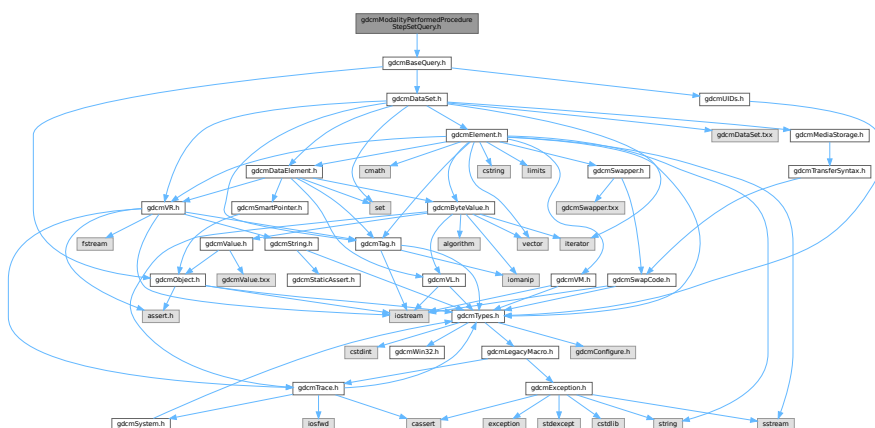 gdcmModalityPerformedProcedure
StepSetQuery.h
gdcmBaseQuery.h
gdcmDataSet.h
gdcmUIDs.h
gdcmElement.h
gdcmDataSet.txx
gdcmMediaStorage.h
gdcmDataElement.h
cmath
cstring
limits
gdcmSwapper.h
gdcmTransferSyntax.h
gdcmVR.h
gdcmSmartPointer.h
set
gdcmByteValue.h
gdcmSwapper.txx
fstream
gdcmValue.h
gdcmString.h
gdcmTag.h
algorithm
vector
iterator
gdcmObject.h
gdcmValue.txx
gdcmStaticAssert.h
gdcmVL.h
iomanip
gdcmVM.h
gdcmSwapCode.h
assert.h
iostream
gdcmTypes.h
cstdint
gdcmWin32.h
gdcmLegacyMacro.h
gdcmConfigure.h
gdcmTrace.h
gdcmException.h
gdcmSystem.h
iosfwd
cassert
exception
stdexcept
cstdlib
string
sstream